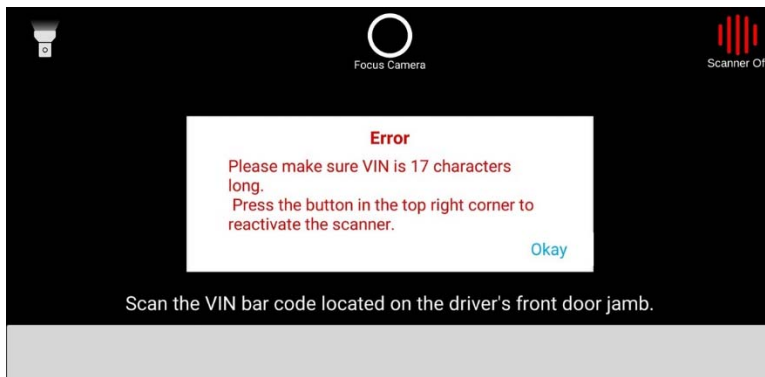 Focus Camera
Scanner Of
Error
Please make sure VIN is 17 characters
long.
Press the button in the top right corner to
reactivate the scanner.
Okay
Scan the VIN bar code located on the driver's front door jamb.